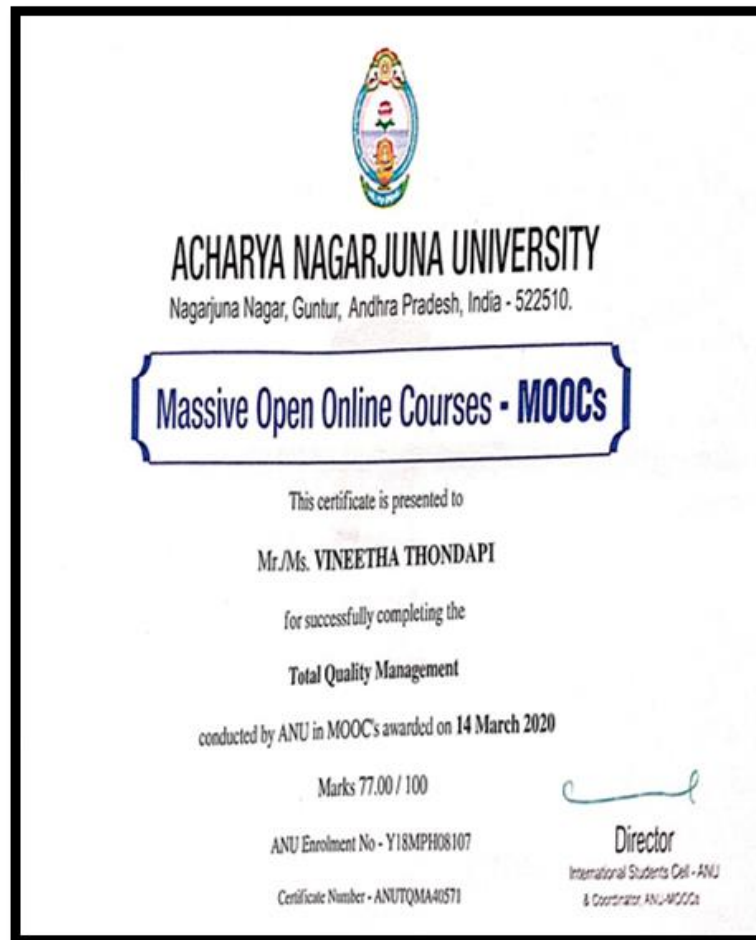 ACHARYA NAGARJUNA UNIVERSITY
Nagarjuna Nagar, Guntur, Andhra Pradesh, India - 522510.
Massive Open Online Courses - MOOCs
This certificate is presented to
Mr./Ms. VINEETHA THONDAPI
for successfully completing the
Total Quality Management
conducted by ANU in MOOC's awarded on 14 March 2020
Marks 77.00 / 100
ANU Enrolment No - Y18MPH08107
Certificate Number - ANUTQMA40571
Director
International Students Cell - ANU
& Coordinator, ANU-MOOCs